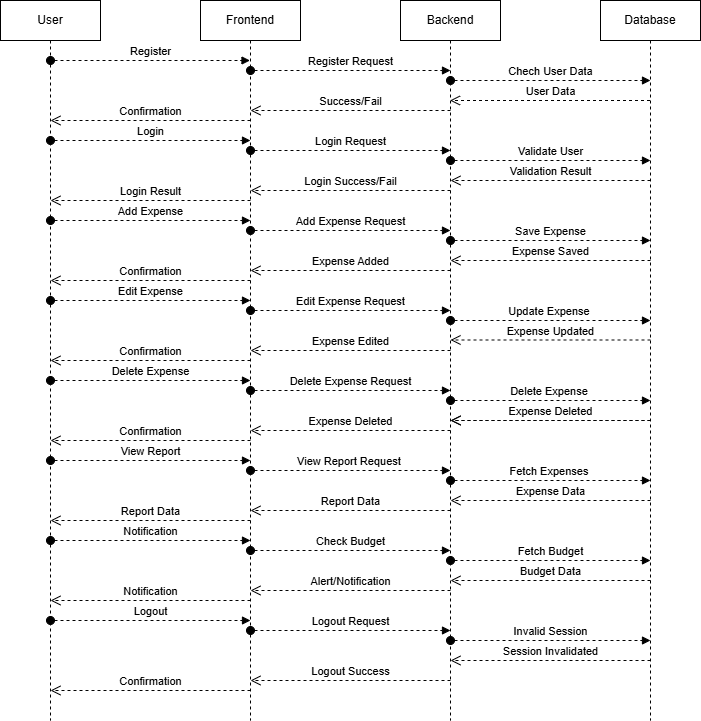 User
Frontend
Backend
Database
Register
Register Request
Chech User Data
User Data
Success/Fail
Confirmation
Login
Login Request
Validate User
Validation Result
Login Success/Fail
Login Result
Add Expense
Add Expense Request
Save Expense
Expense Saved
Expense Added
Confirmation
Edit Expense
Edit Expense Request
Update Expense
Expense Updated
Expense Edited
Confirmation
Delete Expense
Delete Expense Request
Delete Expense
Expense Deleted
Expense Deleted
Confirmation
View Report
View Report Request
Fetch Expenses
Expense Data
Report Data
Report Data
Notification
Check Budget
Fetch Budget
Budget Data
Alert/Notification
Notification
Logout
Logout Request
Invalid Session
Session Invalidated
Logout Success
Confirmation